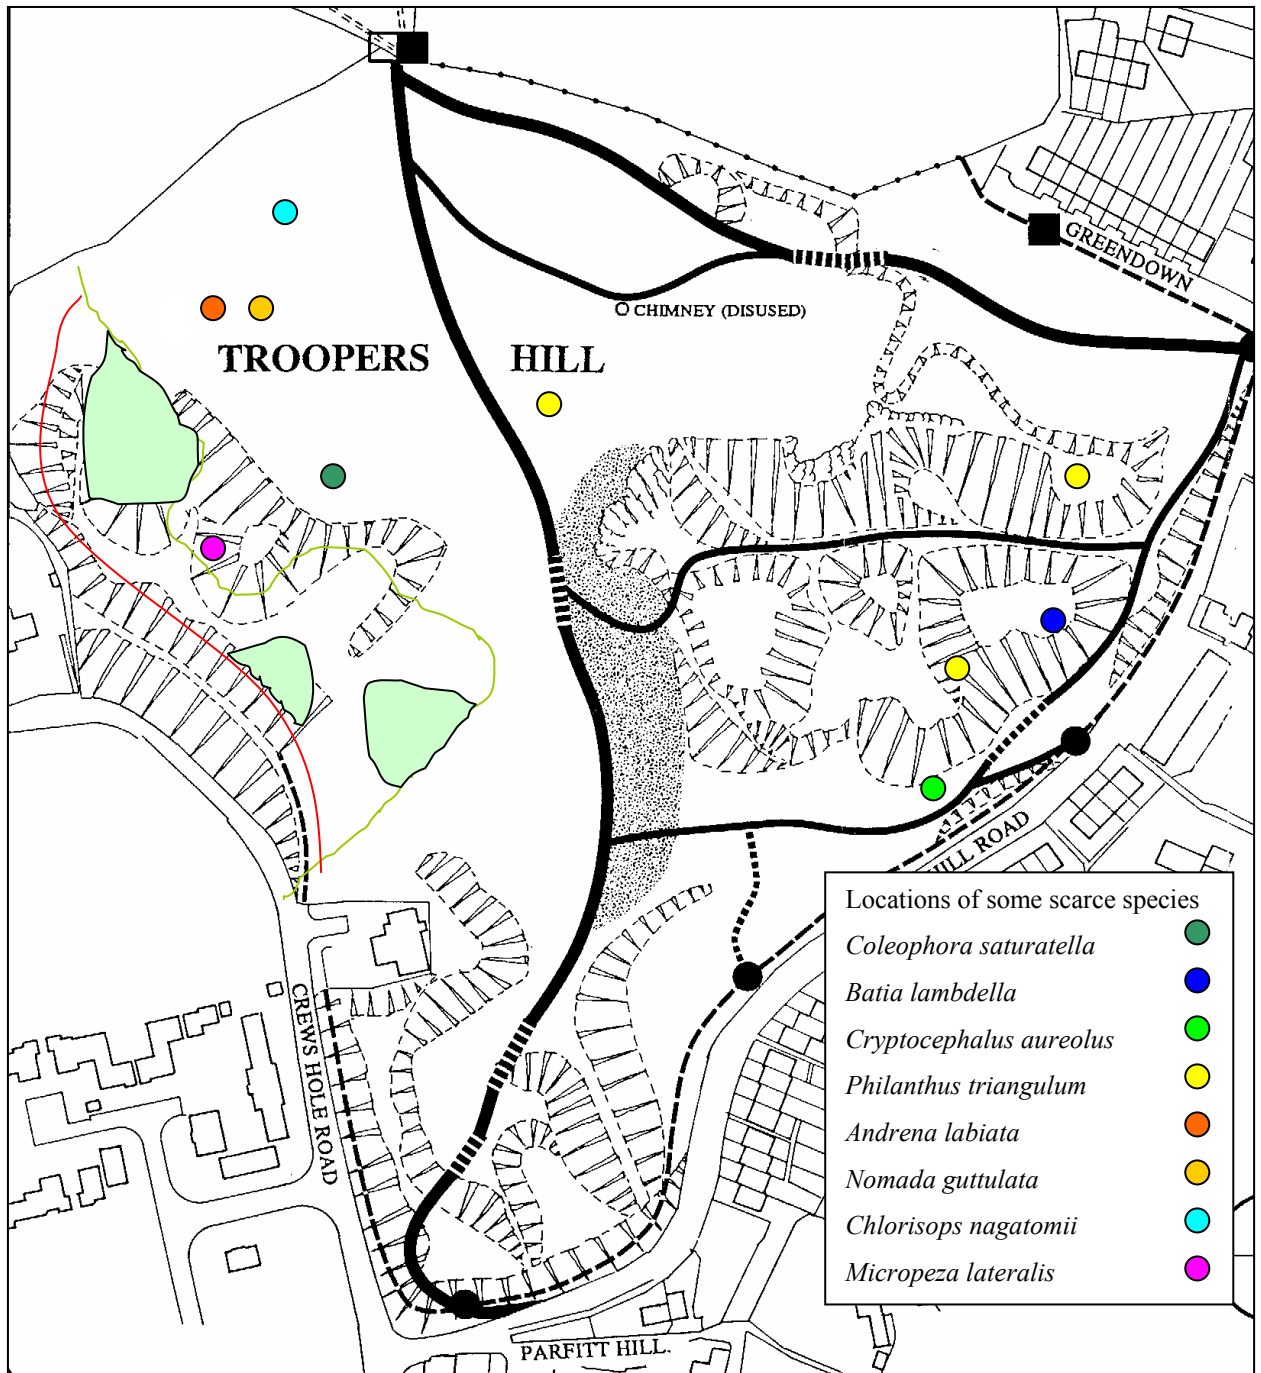 GREENDOWN
CHIMNEY (DISUSED)
TROOPERS HILL
HILL ROAD
CREWS HOLE ROAD
PARFITT HILL.
Locations of some scarce species
Coleophora saturatella
Batia lambdella
Cryptocephalus aureolus
Philanthus triangulum
Andrena labiata
Nomada guttulata
Chlorisops nagatomii
Micropeza lateralis